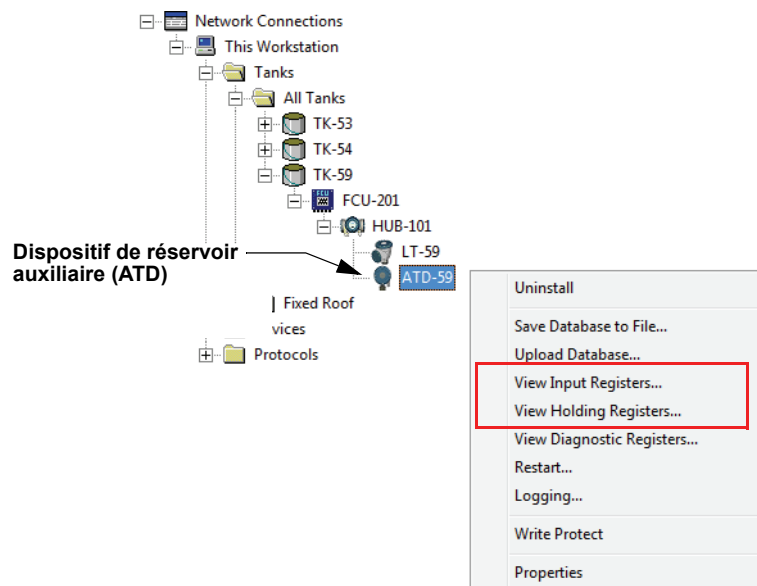 Network Connections
This Workstation
Tanks
All Tanks
TK-53
TK-54
TK-59
FCU
FCU-201
HUB-101
LT-59
ATD-59
Dispositif de réservoir
auxiliaire (ATD)
Fixed Roof
vices
Protocols
Uninstall
Save Database to File...
Upload Database...
View Input Registers...
View Holding Registers...
View Diagnostic Registers...
Restart...
Logging...
Write Protect
Properties